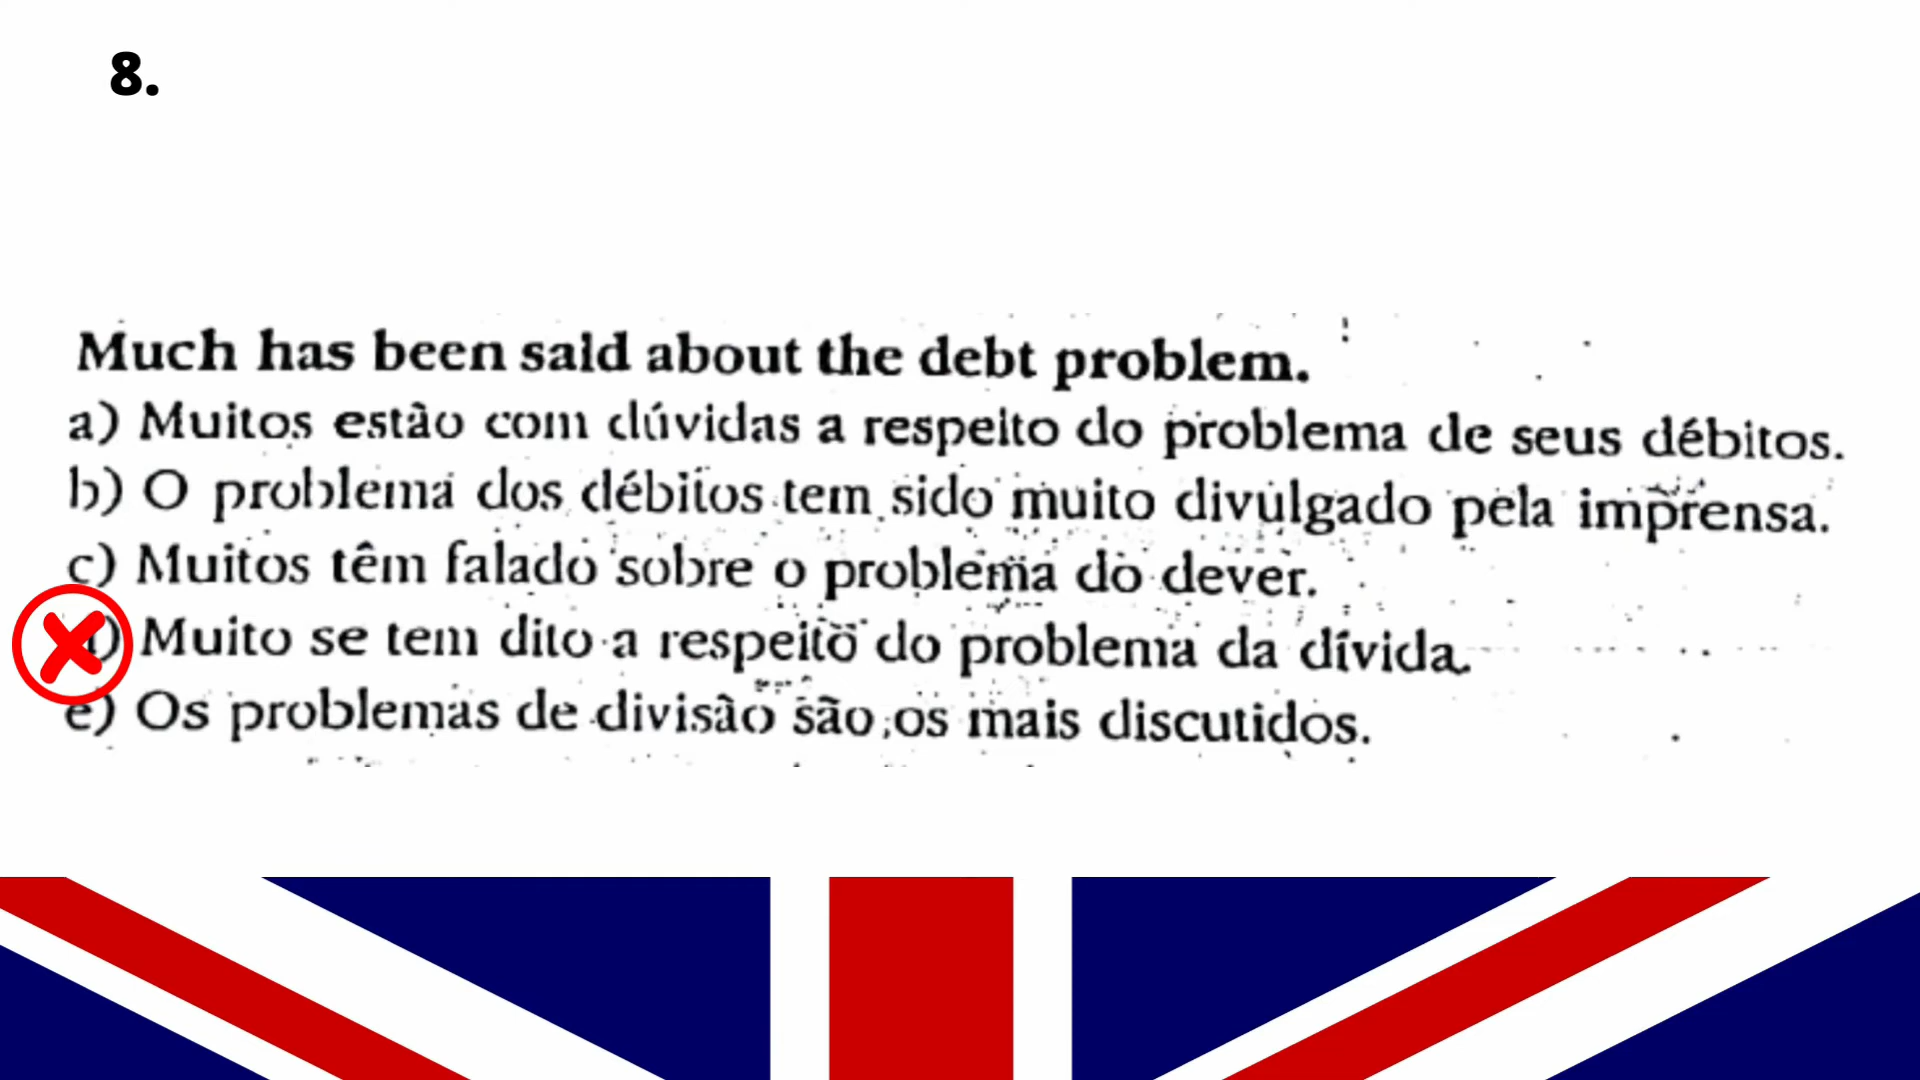 8.
Much has been said about the debt problem.
a) Muitos estão com dúvidas a respeito do problema de seus débitos.
b) O problema dos débitos tem sido muito divulgado pela imprensa.
c) Muitos têm falado sobre o problema do dever.
) Muito se tem dito a respeito do problema da dívida.
e) Os problemas de divisão são os mais discutidos.